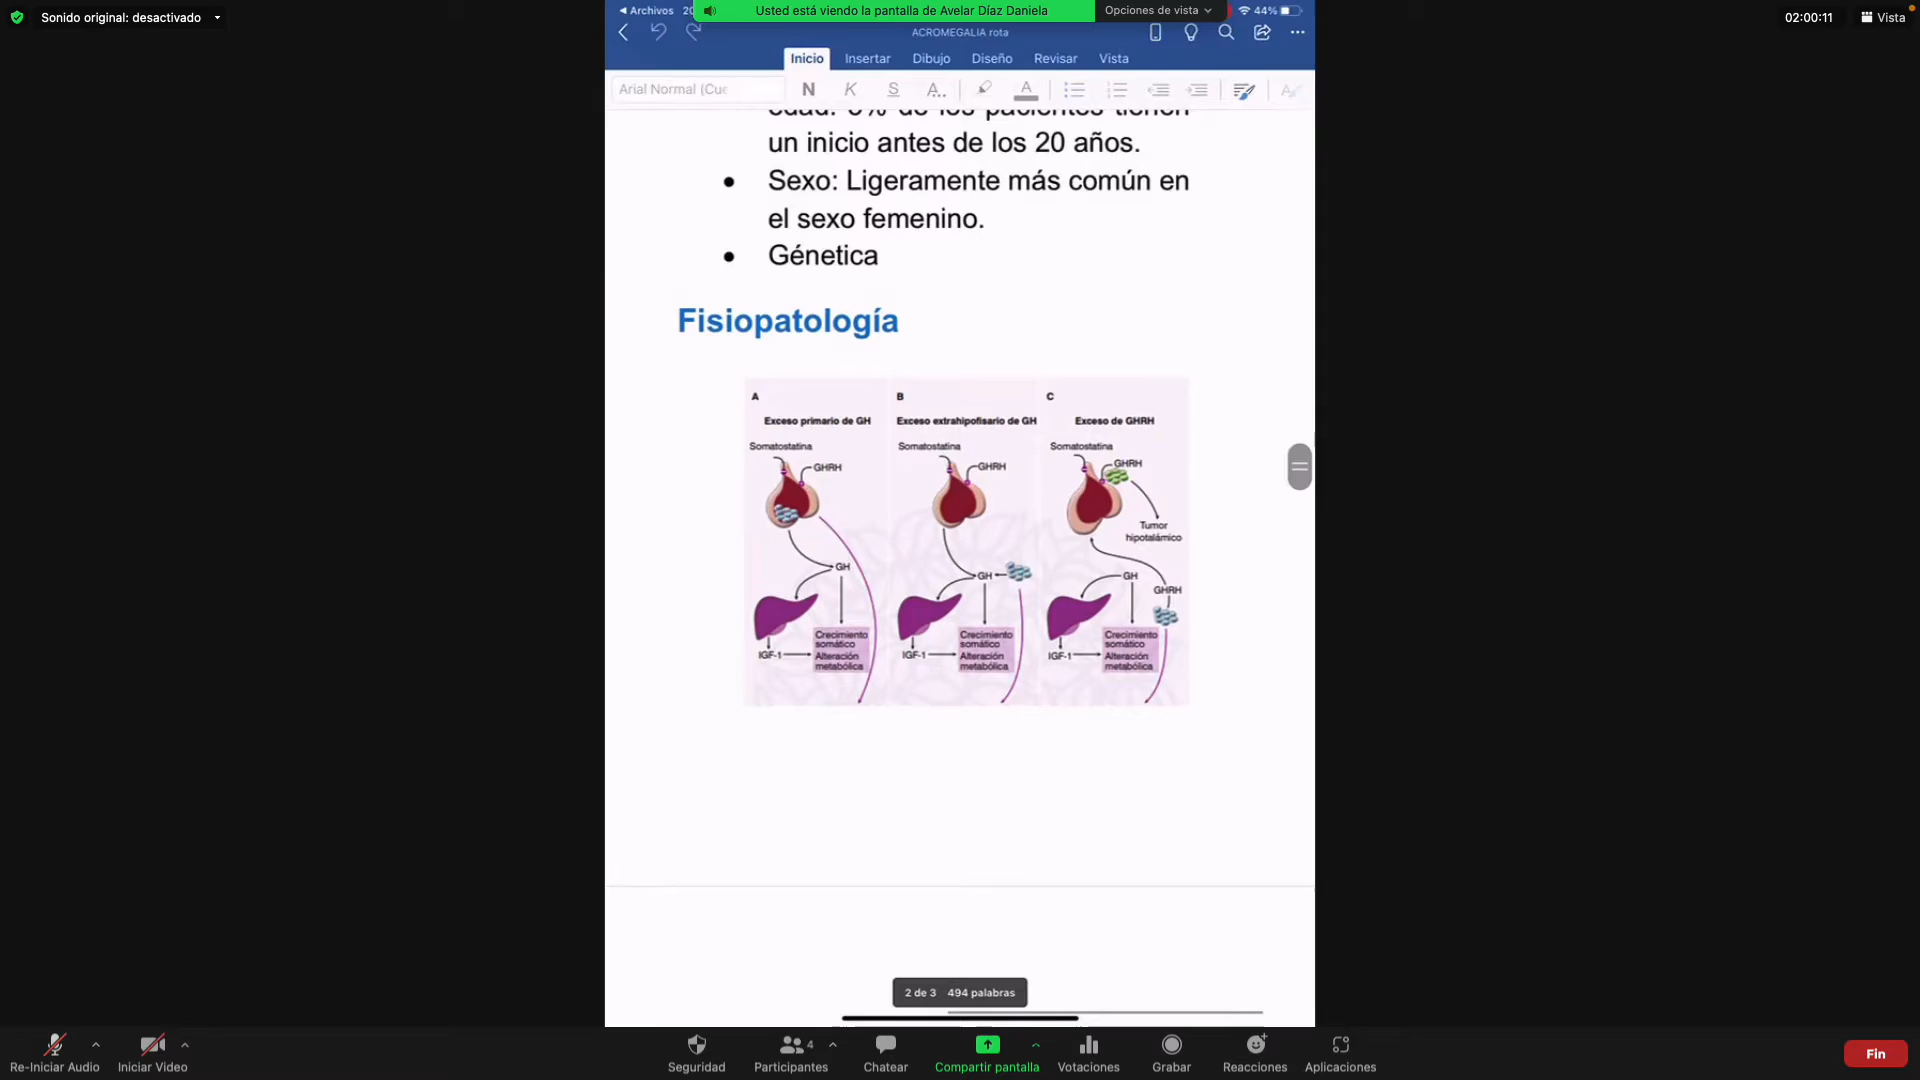 Sonido original: desactivado
Usted está viendo la pantalla de Avelar Díaz Daniela
Opciones de vista
02:00:11
Vista
Archivos
44%
ACROMEGALIA rota
Inicio
Insertar
Dibujo
Diseño
Revisar
Vista
Arial Normal (Cue
N
K
S
A..
A
un inicio antes de los 20 años.
• Sexo: Ligeramente más común en
el sexo femenino.
• Génetica
Fisiopatología
A
Exceso primario de GH
Somatostatina
GHRH
GH
IGF-1
Crecimiento
somático
Alteración
metabólica
B
Exceso extrahipofisario de GH
Somatostatina
GHRH
GH
IGF-1
Crecimiento
somático
Alteración
metabólica
C
Exceso de GHRH
Somatostatina
GHRH
Tumor
hipotalámico
GH
GHRH
IGF-1
Crecimiento
somático
Alteración
metabólica
2 de 3 494 palabras
Re-Iniciar Audio
Iniciar Video
Seguridad
4
Participantes
Chatear
Compartir pantalla
Votaciones
Grabar
Reacciones
Aplicaciones
Fin